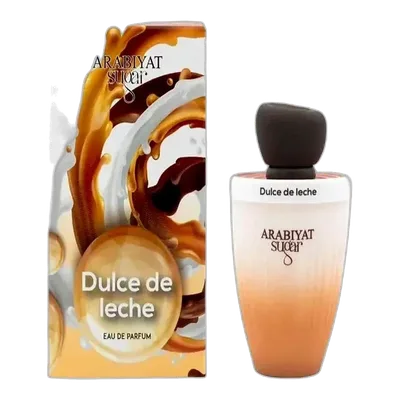 ARABIYAT
sugar
Dulce de
leche
EAU DE PARFUM
Dulce de leche
ARABIYAT
sugar